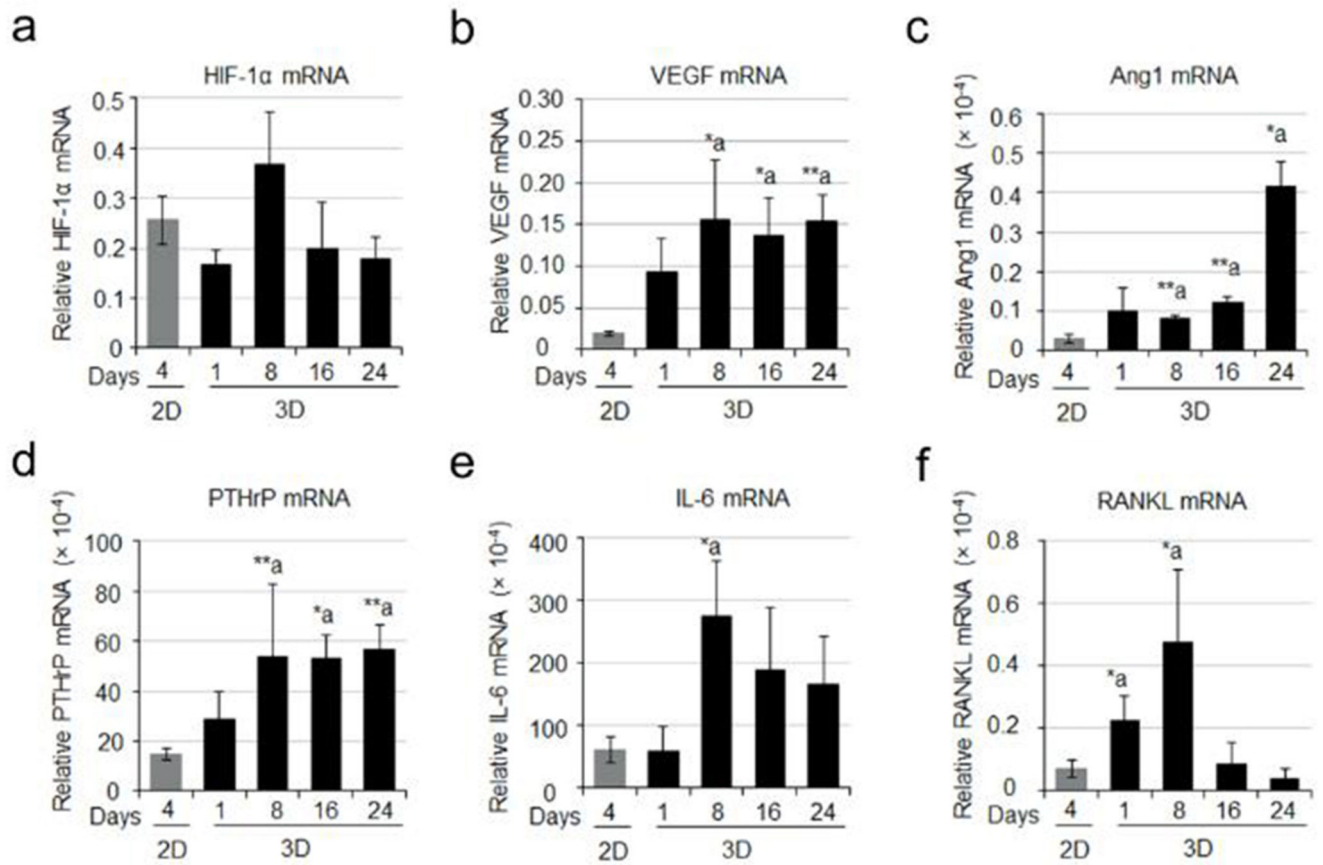 a
HIF-1α mRNA
Relative HIF-1α mRNA
0.5
0.4
0.3
0.2
0.1
0
Days 4 1 8 16 24
2D 3D
b
VEGF mRNA
Relative VEGF mRNA
0.30
0.25
0.20
0.15
0.10
0.05
0
*a *a **a
Days 4 1 8 16 24
2D 3D
c
Ang1 mRNA
Relative Ang1 mRNA (× 10-4)
0.6
0.5
0.4
0.3
0.2
0.1
0
**a **a *a
Days 4 1 8 16 24
2D 3D
d
PTHrP mRNA
Relative PTHrP mRNA (× 10-4)
100
80
60
40
20
0
**a *a **a
Days 4 1 8 16 24
2D 3D
e
IL-6 mRNA
Relative IL-6 mRNA (× 10-4)
400
300
200
100
0
*a
Days 4 1 8 16 24
2D 3D
f
RANKL mRNA
Relative RANKL mRNA (× 10-4)
0.8
0.6
0.4
0.2
0
*a *a
Days 4 1 8 16 24
2D 3D